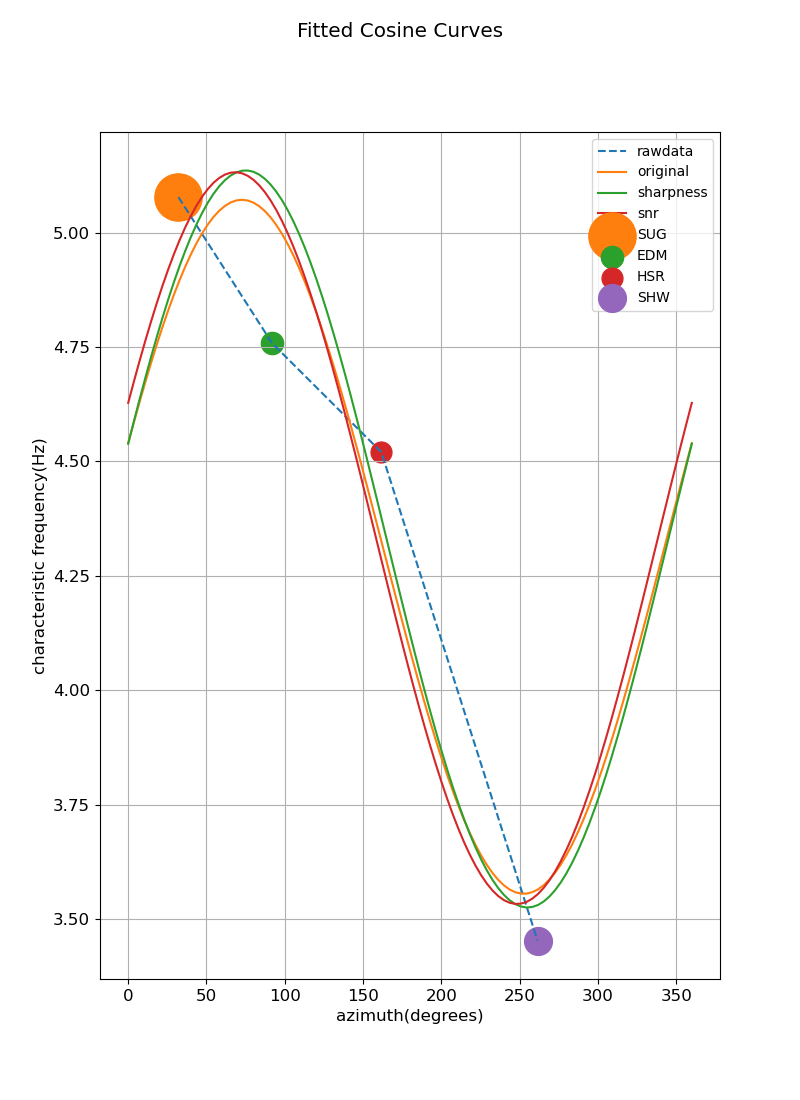 Fitted Cosine Curves
rawdata
original
sharpness
snr
SUG
EDM
HSR
SHW
characteristic frequency(Hz)
5.00
4.75
4.50
4.25
4.00
3.75
3.50
0 50 100 150 200 250 300 350
azimuth(degrees)